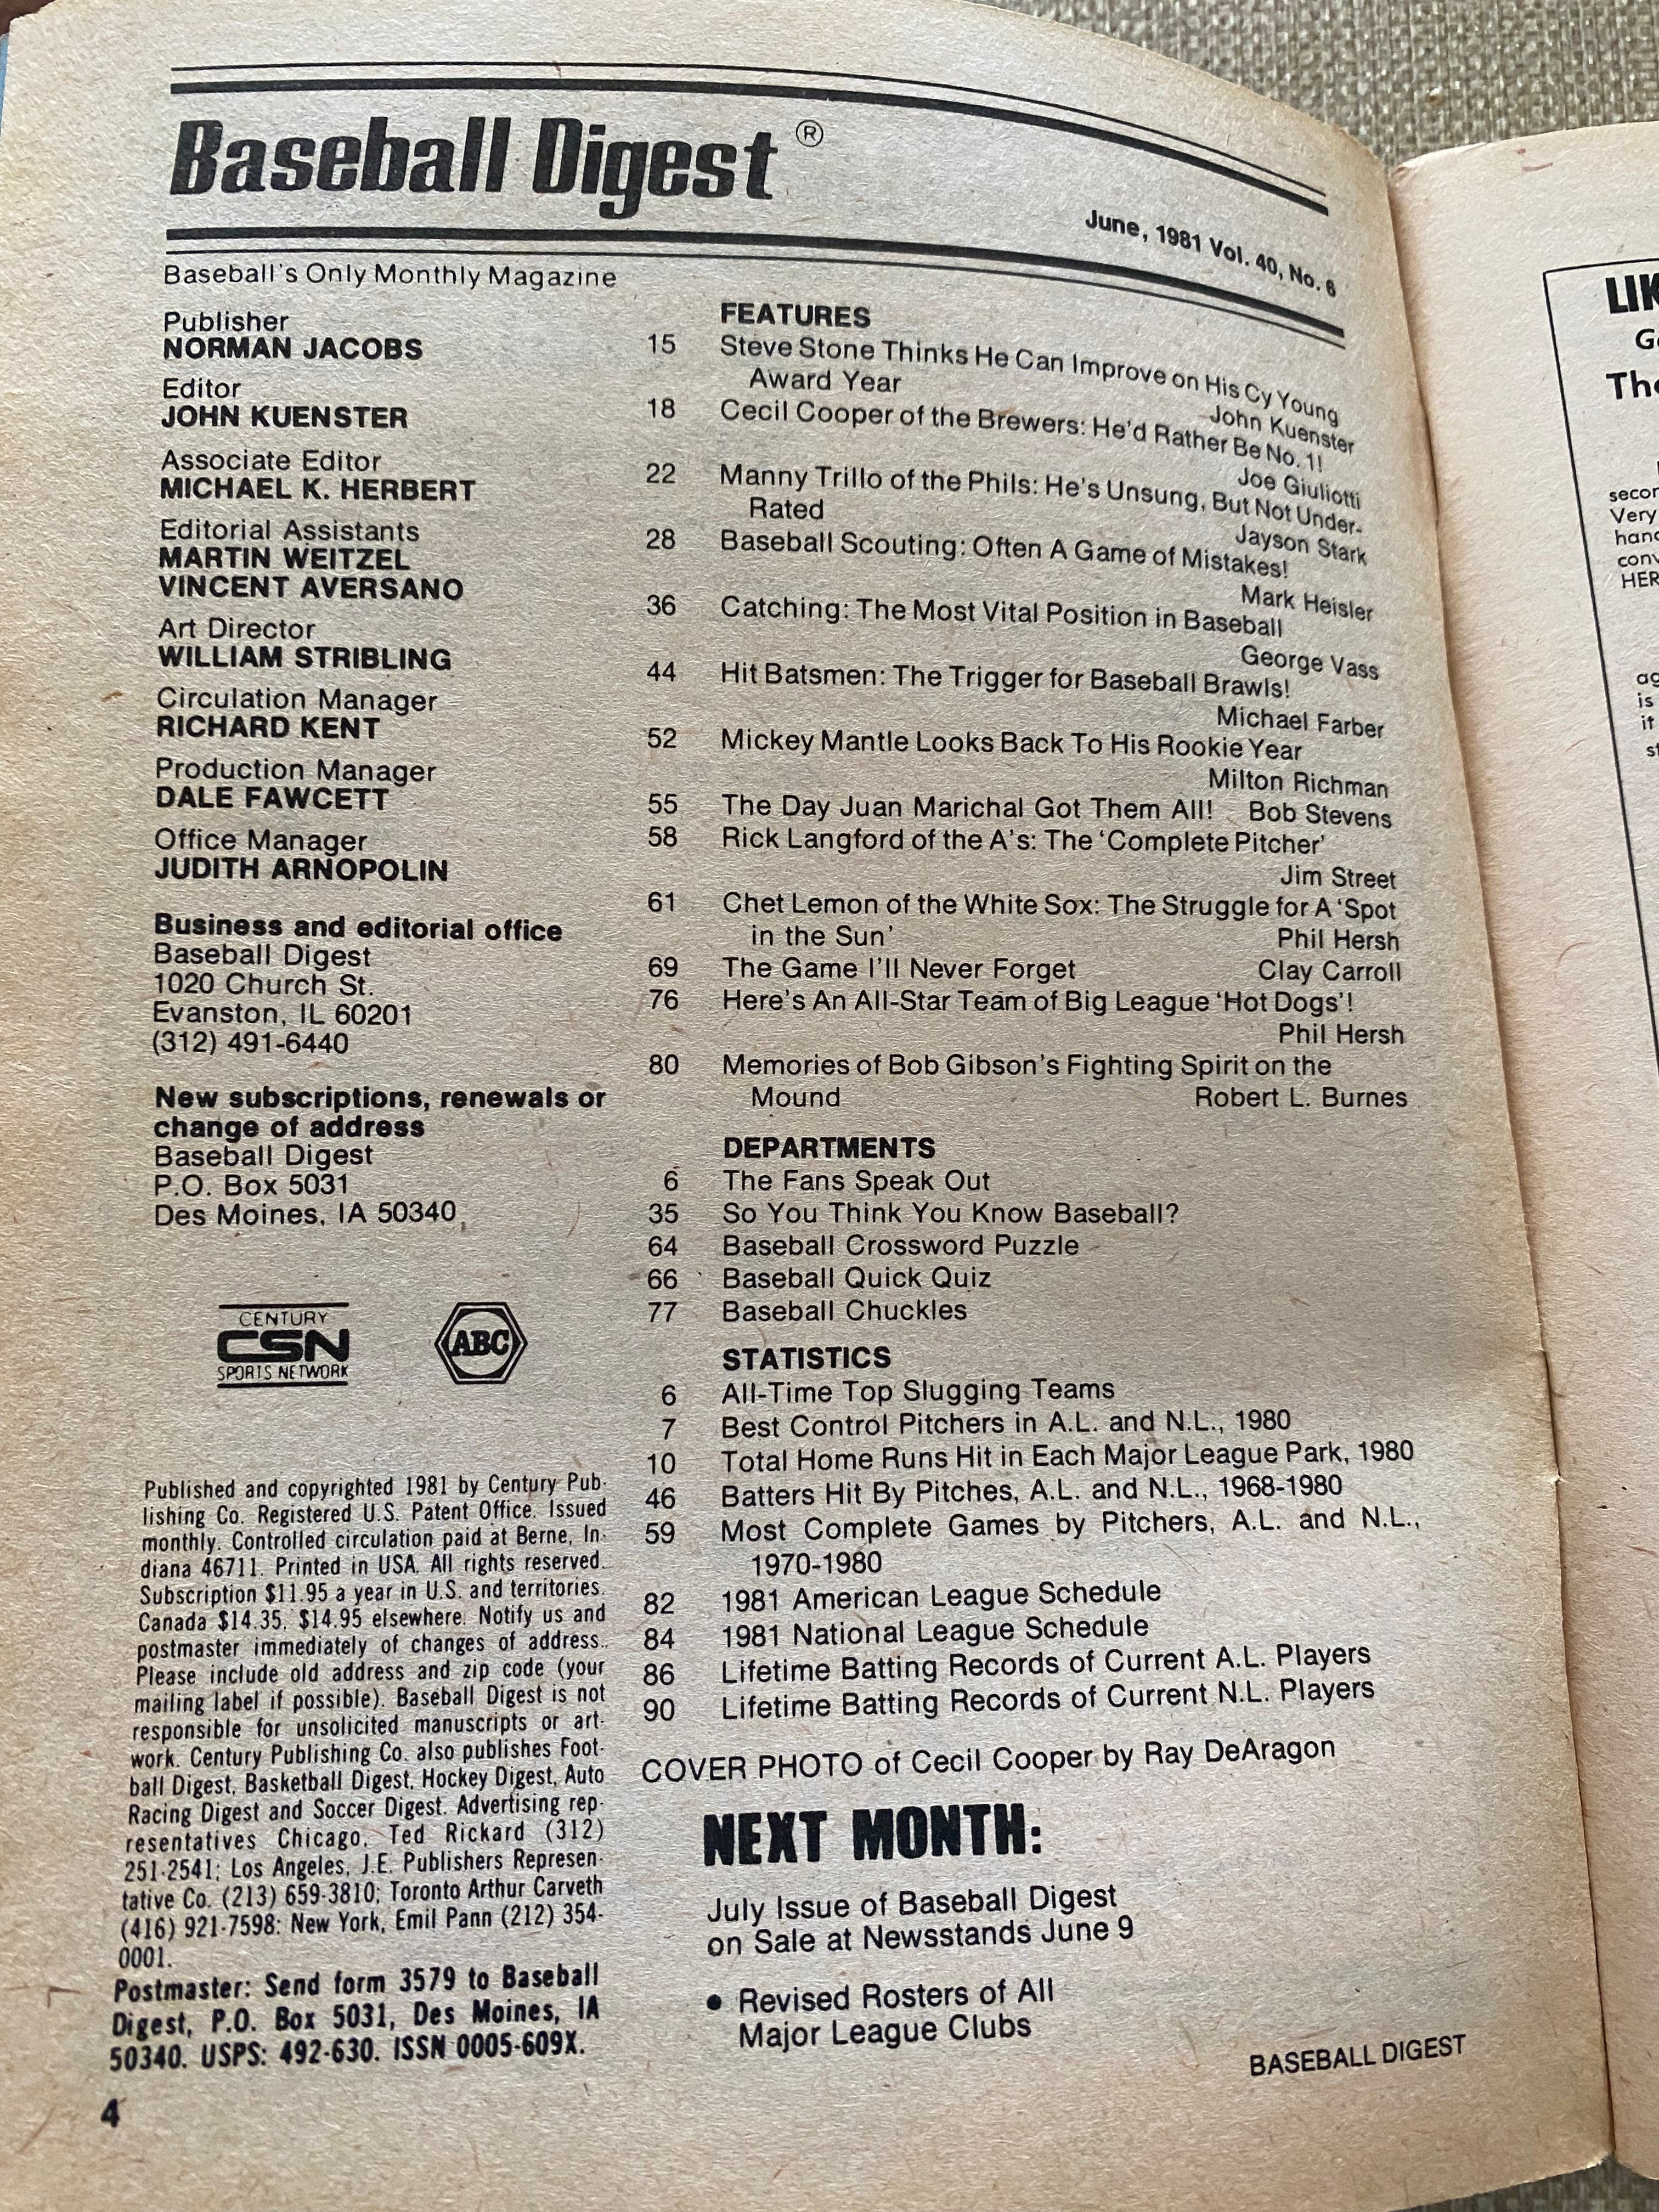 Baseball Digest ®
June, 1981 Vol. 40, No. 6
Baseball's Only Monthly Magazine
Publisher
NORMAN JACOBS
Editor
JOHN KUENSTER
Associate Editor
MICHAEL K. HERBERT
Editorial Assistants
MARTIN WEITZEL
VINCENT AVERSANO
Art Director
WILLIAM STRIBLING
Circulation Manager
RICHARD KENT
Production Manager
DALE FAWCETT
Office Manager
JUDITH ARNOPOLIN
Business and editorial office
Baseball Digest
1020 Church St.
Evanston, IL 60201
(312) 491-6440
New subscriptions, renewals or
change of address
Baseball Digest
P.O. Box 5031
Des Moines, IA 50340
CENTURY
CSN
SPORTS NETWORK
ABC
Published and copyrighted 1981 by Century Pub-
lishing Co. Registered U.S. Patent Office. Issued
monthly. Controlled circulation paid at Berne, In-
diana 46711. Printed in USA. All rights reserved.
Subscription $11.95 a year in U.S. and territories.
Canada $14.35, $14.95 elsewhere. Notify us and
postmaster immediately of changes of address..
Please include old address and zip code (your
mailing label if possible). Baseball Digest is not
responsible for unsolicited manuscripts or art-
work. Century Publishing Co. also publishes Foot-
ball Digest, Basketball Digest, Hockey Digest, Auto
Racing Digest and Soccer Digest. Advertising rep-
resentatives Chicago, Ted Rickard (312)
251-2541; Los Angeles, J.E. Publishers Represen-
tative Co. (213) 659-3810; Toronto Arthur Carveth
(416) 921-7598; New York, Emil Pann (212) 354-
0001.
Postmaster: Send form 3579 to Baseball
Digest, P.O. Box 5031, Des Moines, IA
50340. USPS: 492-630. ISSN 0005-609X.
4
FEATURES
15 Steve Stone Thinks He Can Improve on His Cy Young
Award Year John Kuenster
18 Cecil Cooper of the Brewers: He'd Rather Be No. 1!
Joe Giuliotti
22 Manny Trillo of the Phils: He's Unsung, But Not Under-
Rated Jayson Stark
28 Baseball Scouting: Often A Game of Mistakes!
Mark Heisler
36 Catching: The Most Vital Position in Baseball
George Vass
44 Hit Batsmen: The Trigger for Baseball Brawls!
Michael Farber
52 Mickey Mantle Looks Back To His Rookie Year
Milton Richman
55 The Day Juan Marichal Got Them All! Bob Stevens
58 Rick Langford of the A's: The 'Complete Pitcher'
Jim Street
61 Chet Lemon of the White Sox: The Struggle for A 'Spot
in the Sun' Phil Hersh
69 The Game I'll Never Forget Clay Carroll
76 Here's An All-Star Team of Big League 'Hot Dogs'!
Phil Hersh
80 Memories of Bob Gibson's Fighting Spirit on the
Mound Robert L. Burnes
DEPARTMENTS
6 The Fans Speak Out
35 So You Think You Know Baseball?
64 Baseball Crossword Puzzle
66 Baseball Quick Quiz
77 Baseball Chuckles
STATISTICS
6 All-Time Top Slugging Teams
7 Best Control Pitchers in A.L. and N.L., 1980
10 Total Home Runs Hit in Each Major League Park, 1980
46 Batters Hit By Pitches, A.L. and N.L., 1968-1980
59 Most Complete Games by Pitchers, A.L. and N.L.,
1970-1980
82 1981 American League Schedule
84 1981 National League Schedule
86 Lifetime Batting Records of Current A.L. Players
90 Lifetime Batting Records of Current N.L. Players
COVER PHOTO of Cecil Cooper by Ray DeAragon
NEXT MONTH:
July Issue of Baseball Digest
on Sale at Newsstands June 9
● Revised Rosters of All
Major League Clubs
BASEBALL DIGEST
Very
is
it